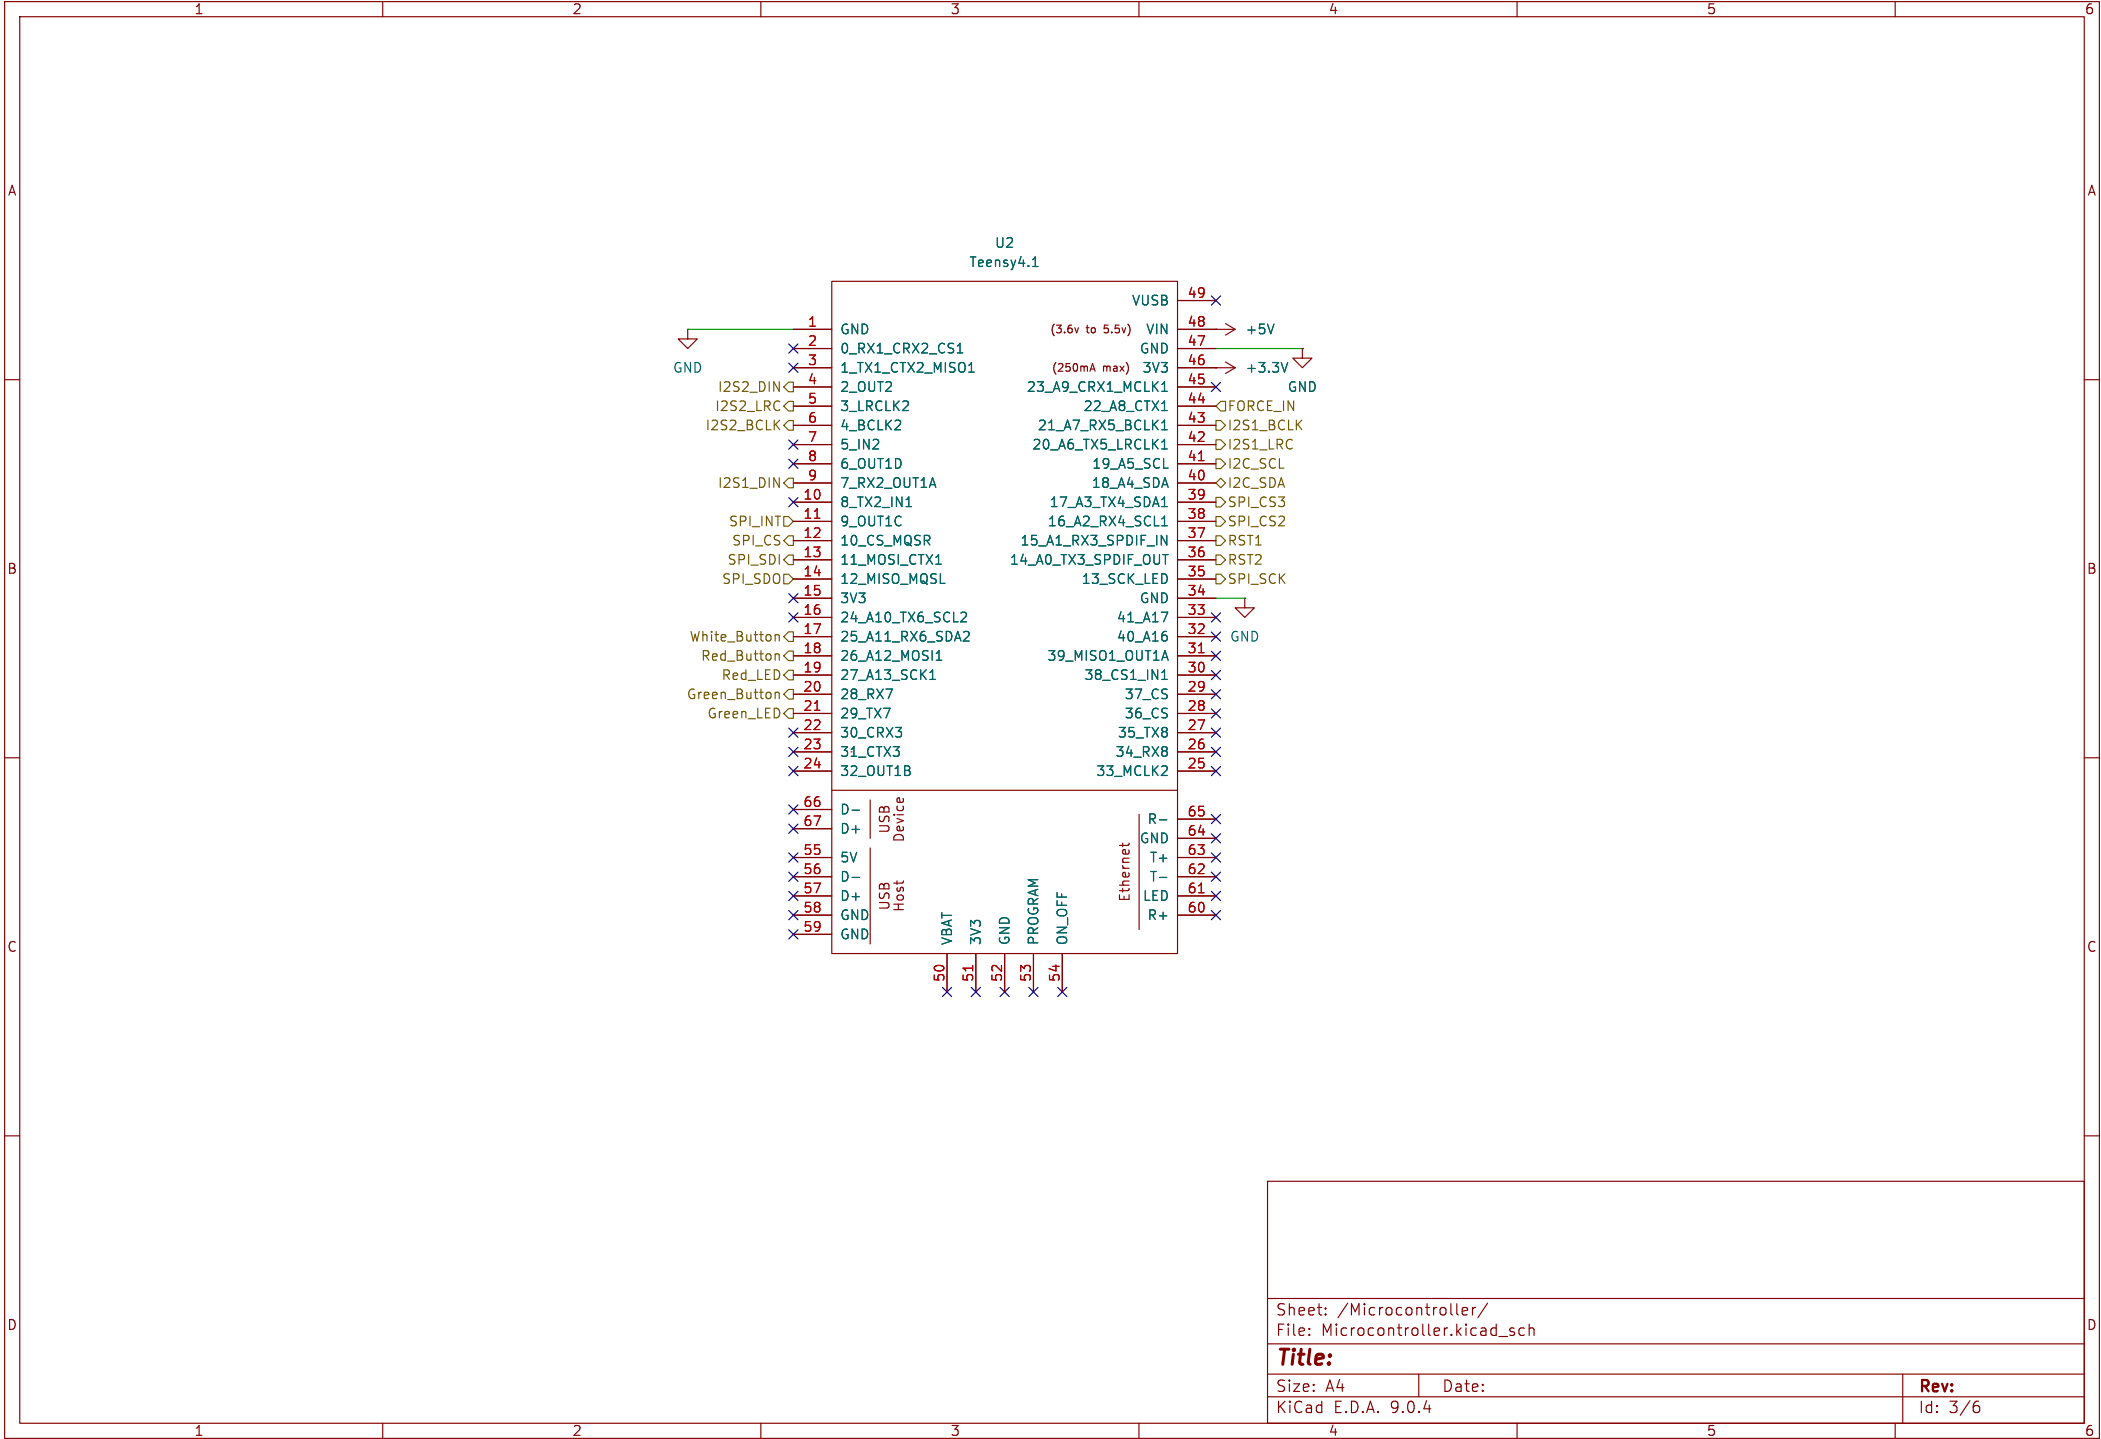 1 2 3 4 5 6
A A
B B
C C
D D
U2
Teensy4.1
VUSB 49
GND 1 GND (3.6v to 5.5v) VIN 48 +5V
2 0_RX1_CRX2_CS1 GND 47 GND
3 1_TX1_CTX2_MISO1 (250mA max) 3V3 46 +3.3V
I2S2_DIN 4 2_OUT2 23_A9_CRX1_MCLK1 45
I2S2_LRC 5 3_LRCLK2 22_A8_CTX1 44 FORCE_IN
I2S2_BCLK 6 4_BCLK2 21_A7_RX5_BCLK1 43 I2S1_BCLK
7 5_IN2 20_A6_TX5_LRCLK1 42 I2S1_LRC
8 6_OUT1D 19_A5_SCL 41 I2C_SCL
I2S1_DIN 9 7_RX2_OUT1A 18_A4_SDA 40 I2C_SDA
10 8_TX2_IN1 17_A3_TX4_SDA1 39 SPI_CS3
SPI_INT 11 9_OUT1C 16_A2_RX4_SCL1 38 SPI_CS2
SPI_CS 12 10_CS_MQSR 15_A1_RX3_SPDIF_IN 37 RST1
SPI_SDI 13 11_MOSI_CTX1 14_A0_TX3_SPDIF_OUT 36 RST2
SPI_SDO 14 12_MISO_MQSL 13_SCK_LED 35 SPI_SCK
15 3V3 GND 34 GND
16 24_A10_TX6_SCL2 41_A17 33
White_Button 17 25_A11_RX6_SDA2 40_A16 32
Red_Button 18 26_A12_MOSI1 39_MISO1_OUT1A 31
Red_LED 19 27_A13_SCK1 38_CS1_IN1 30
Green_Button 20 28_RX7 37_CS 29
Green_LED 21 29_TX7 36_CS 28
22 30_CRX3 35_TX8 27
23 31_CTX3 34_RX8 26
24 32_OUT1B 33_MCLK2 25
66 D-
67 D+
USB
Device
55 5V
56 D-
57 D+
58 GND
59 GND
USB
Host
R- 65
GND 64
T+ 63
T- 62
LED 61
R+ 60
Ethernet
VBAT 3V3 GND PROGRAM ON_OFF
50 51 52 53 54
Sheet: /Microcontroller/
File: Microcontroller.kicad_sch
Title:
Size: A4 Date: Rev:
KiCad E.D.A. 9.0.4 Id: 3/6
1 2 3 4 5 6